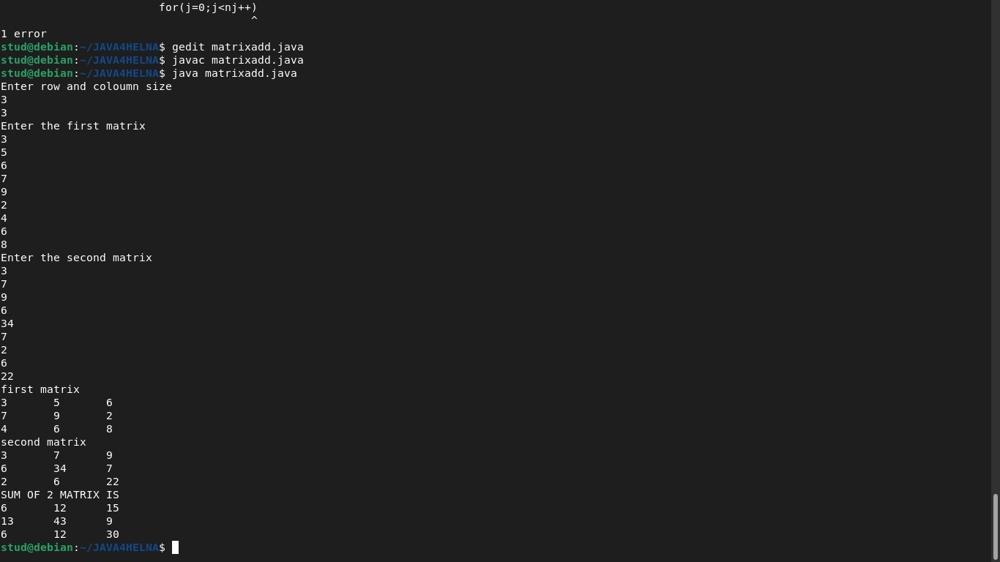 for(j=0;j<nj++)
^
1 error
stud@debian:~/JAVA4HELNA$ gedit matrixadd.java
stud@debian:~/JAVA4HELNA$ javac matrixadd.java
stud@debian:~/JAVA4HELNA$ java matrixadd.java
Enter row and coloumn size
3
3
Enter the first matrix
3
5
6
7
9
2
4
6
8
Enter the second matrix
3
7
9
6
34
7
2
6
22
first matrix
3 5 6
7 9 2
4 6 8
second matrix
3 7 9
6 34 7
2 6 22
SUM OF 2 MATRIX IS
6 12 15
13 43 9
6 12 30
stud@debian:~/JAVA4HELNA$